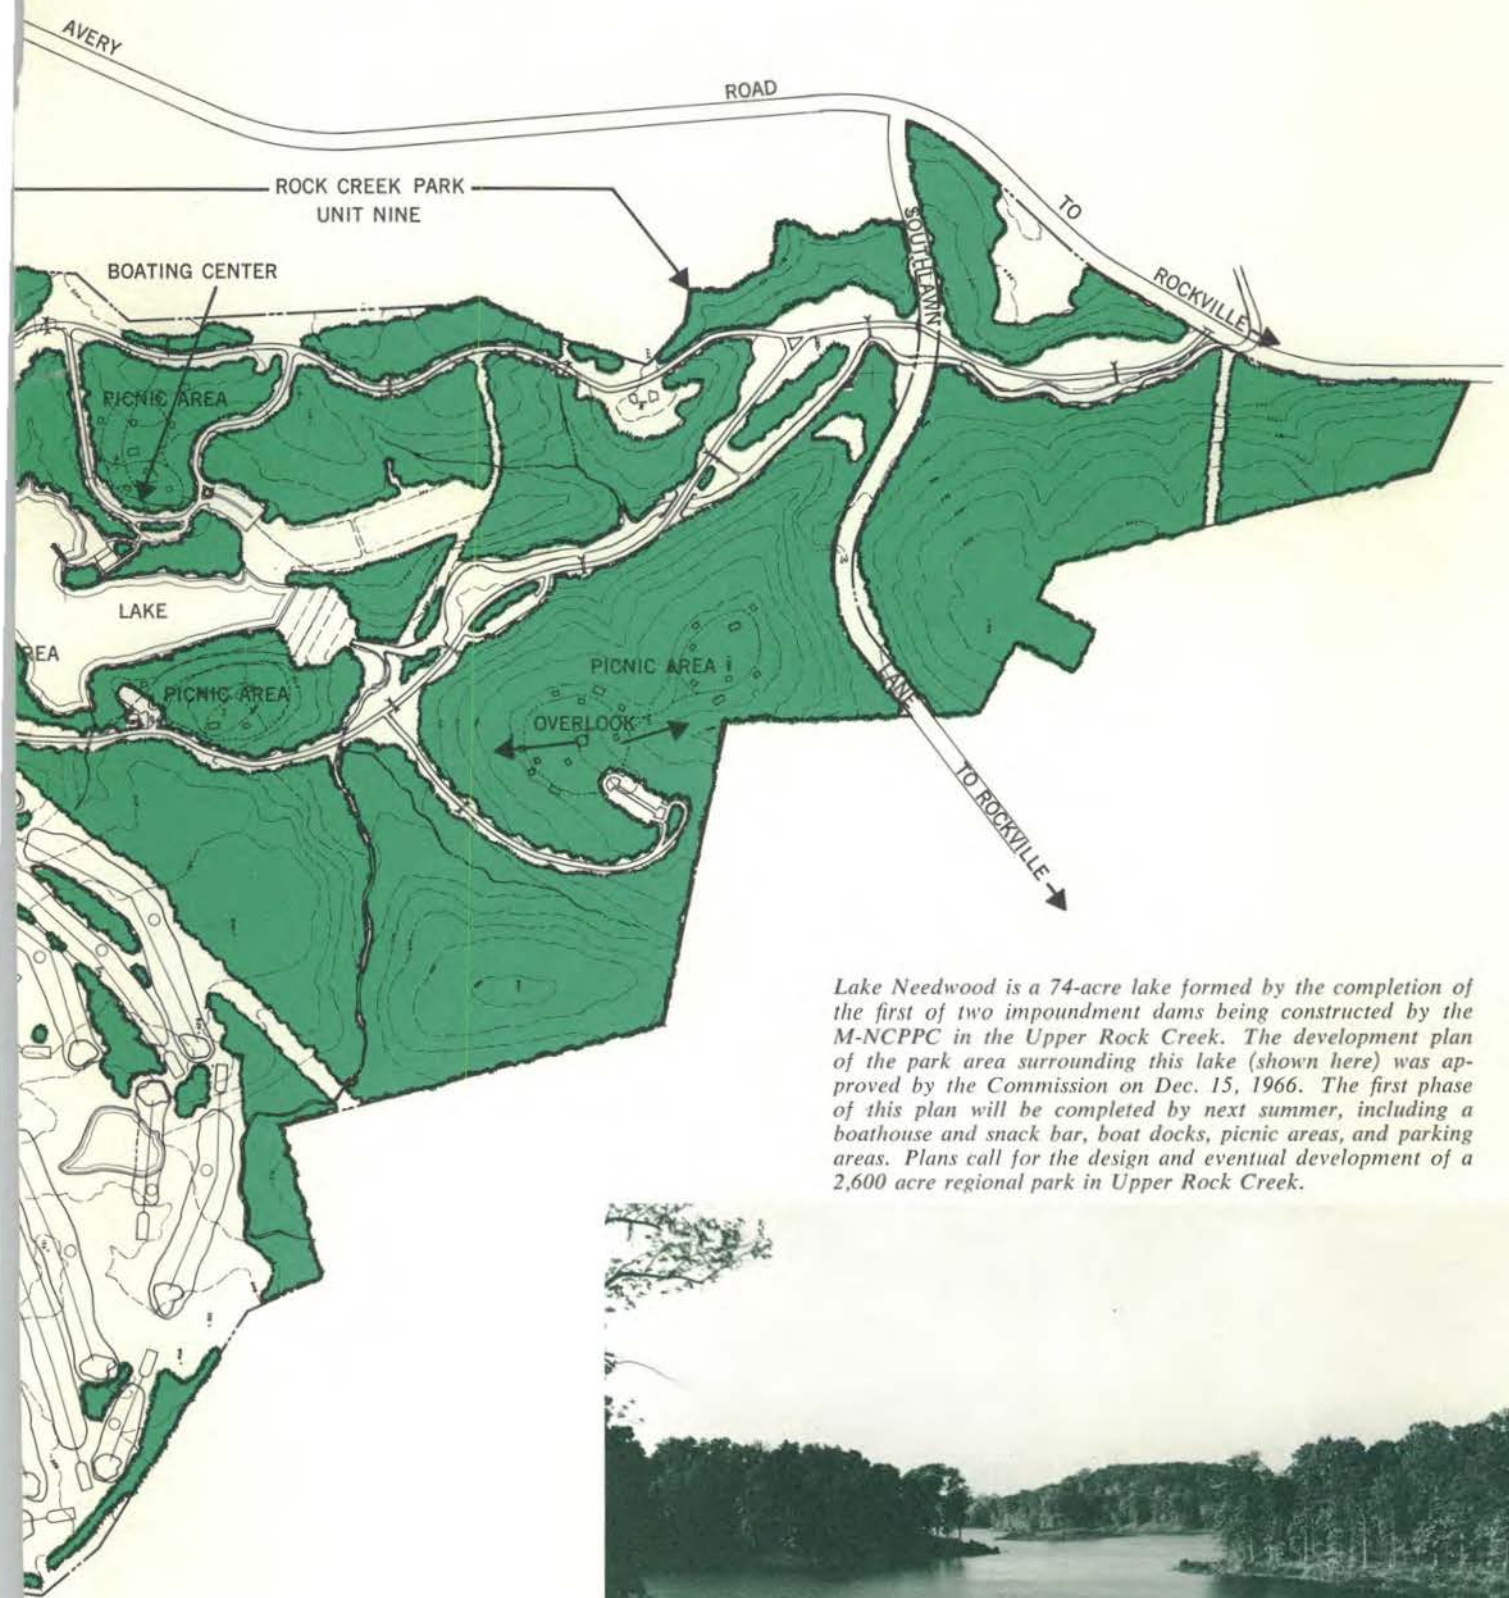 AVERY
ROAD
ROCK CREEK PARK
UNIT NINE
TO
SOUTHLAWN
BOATING CENTER
ROCKVILLE
PICNIC AREA
LAKE
REA
PICNIC AREA
PICNIC AREA
LANE
OVERLOOK
TO ROCKVILLE
Lake Needwood is a 74-acre lake formed by the completion of
the first of two impoundment dams being constructed by the
M-NCPPC in the Upper Rock Creek. The development plan
of the park area surrounding this lake (shown here) was ap-
proved by the Commission on Dec. 15, 1966. The first phase
of this plan will be completed by next summer, including a
boathouse and snack bar, boat docks, picnic areas, and parking
areas. Plans call for the design and eventual development of a
2,600 acre regional park in Upper Rock Creek.